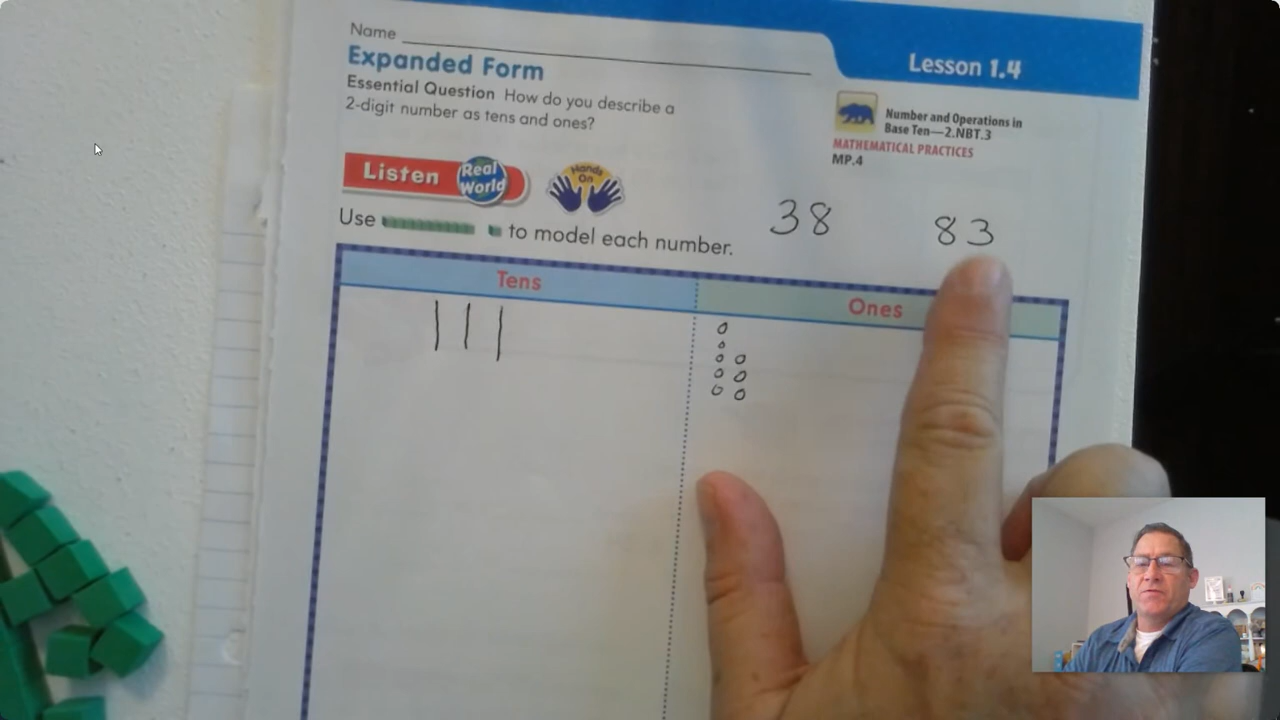 Name
Lesson 1.4
Expanded Form
Essential Question How do you describe a
2-digit number as tens and ones?
Number and Operations in
Base Ten—2.NBT.3
MATHEMATICAL PRACTICES
MP.4
Listen Real World
Hands On
38 83
Use to model each number.
Tens Ones